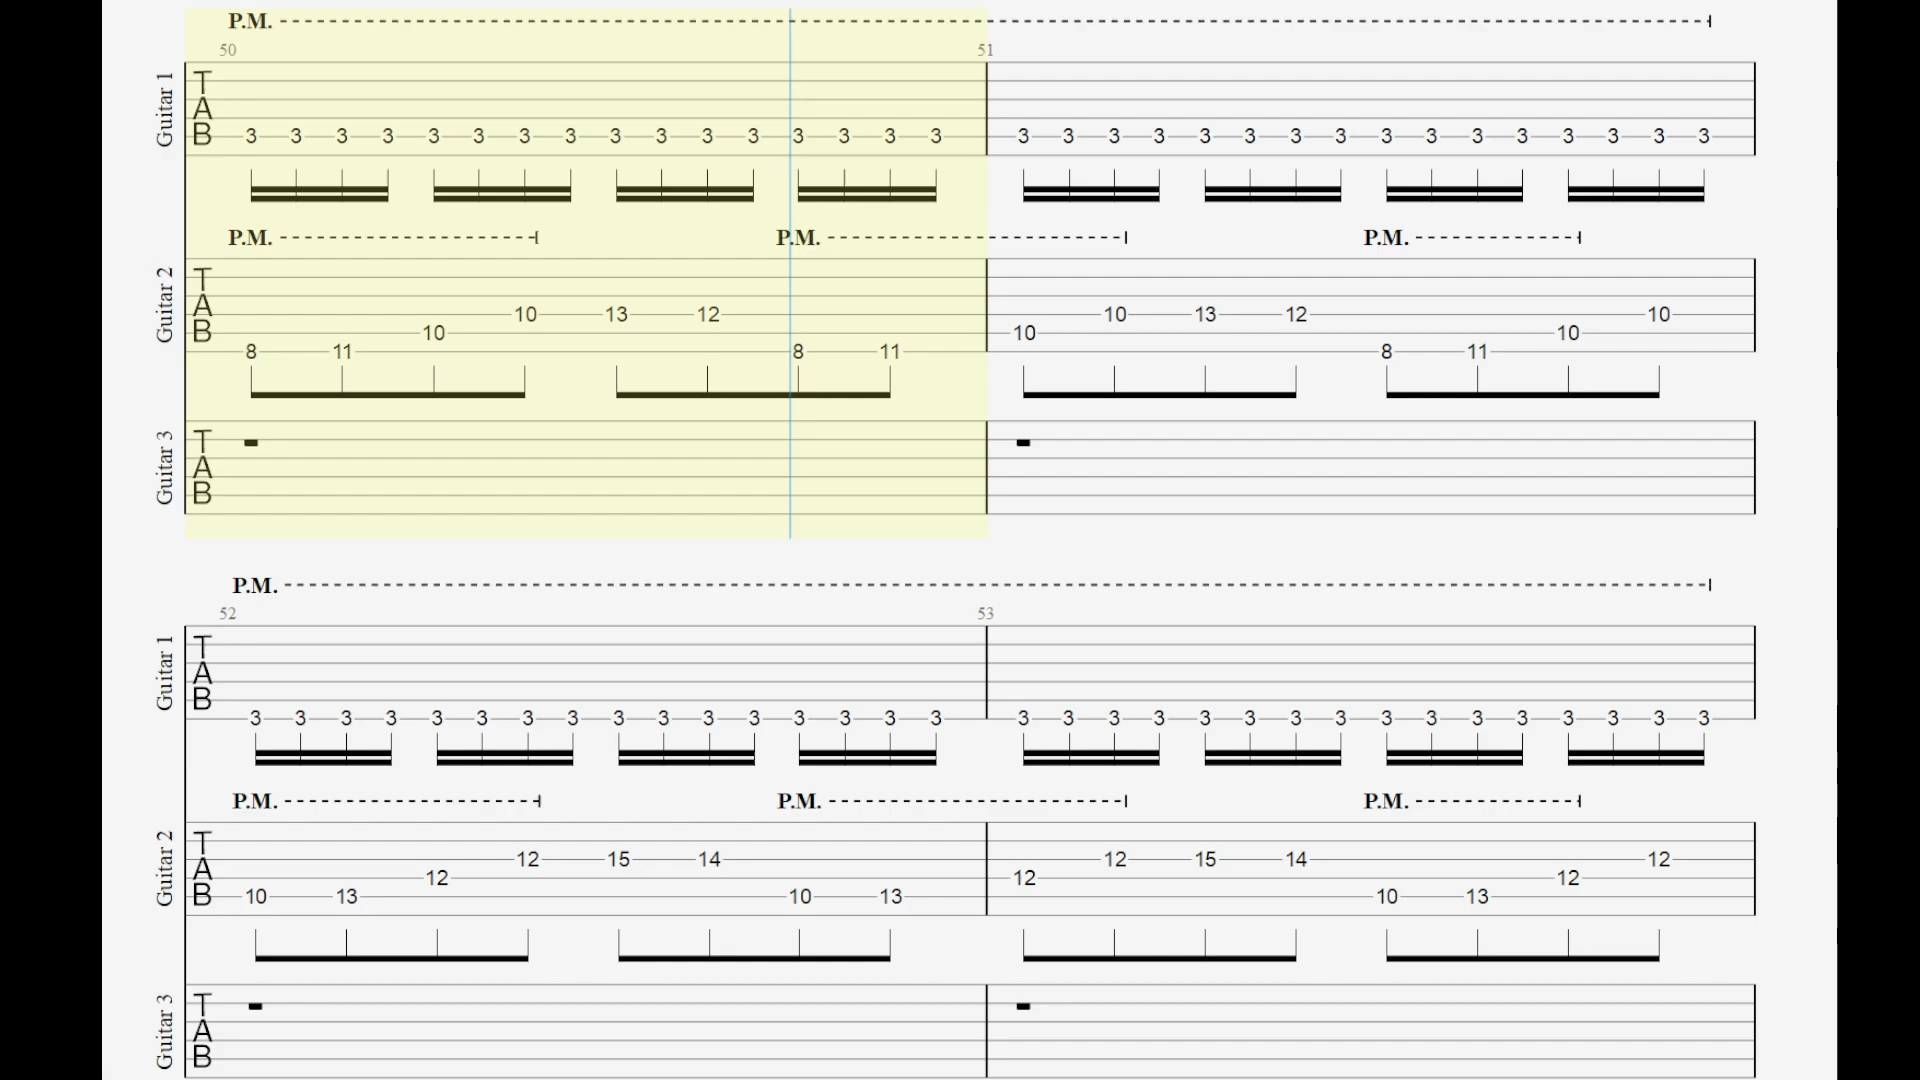 P.M.
50 51
Guitar 1
T
A
B
3 3 3 3 3 3 3 3 3 3 3 3 3 3 3 3 3 3 3 3 3 3 3 3 3 3 3 3 3 3 3 3
P.M. P.M. P.M.
Guitar 2
T
A
B
10 13 12 10 13 12 10
10 10 10
8 11 8 11 8 11
Guitar 3
T
A
B
P.M.
52 53
Guitar 1
T
A
B
3 3 3 3 3 3 3 3 3 3 3 3 3 3 3 3 3 3 3 3 3 3 3 3 3 3 3 3 3 3 3 3
P.M. P.M. P.M.
Guitar 2
T
A
B
12 15 14 12 15 14 12
12 12 12
10 13 10 13 10 13
Guitar 3
T
A
B